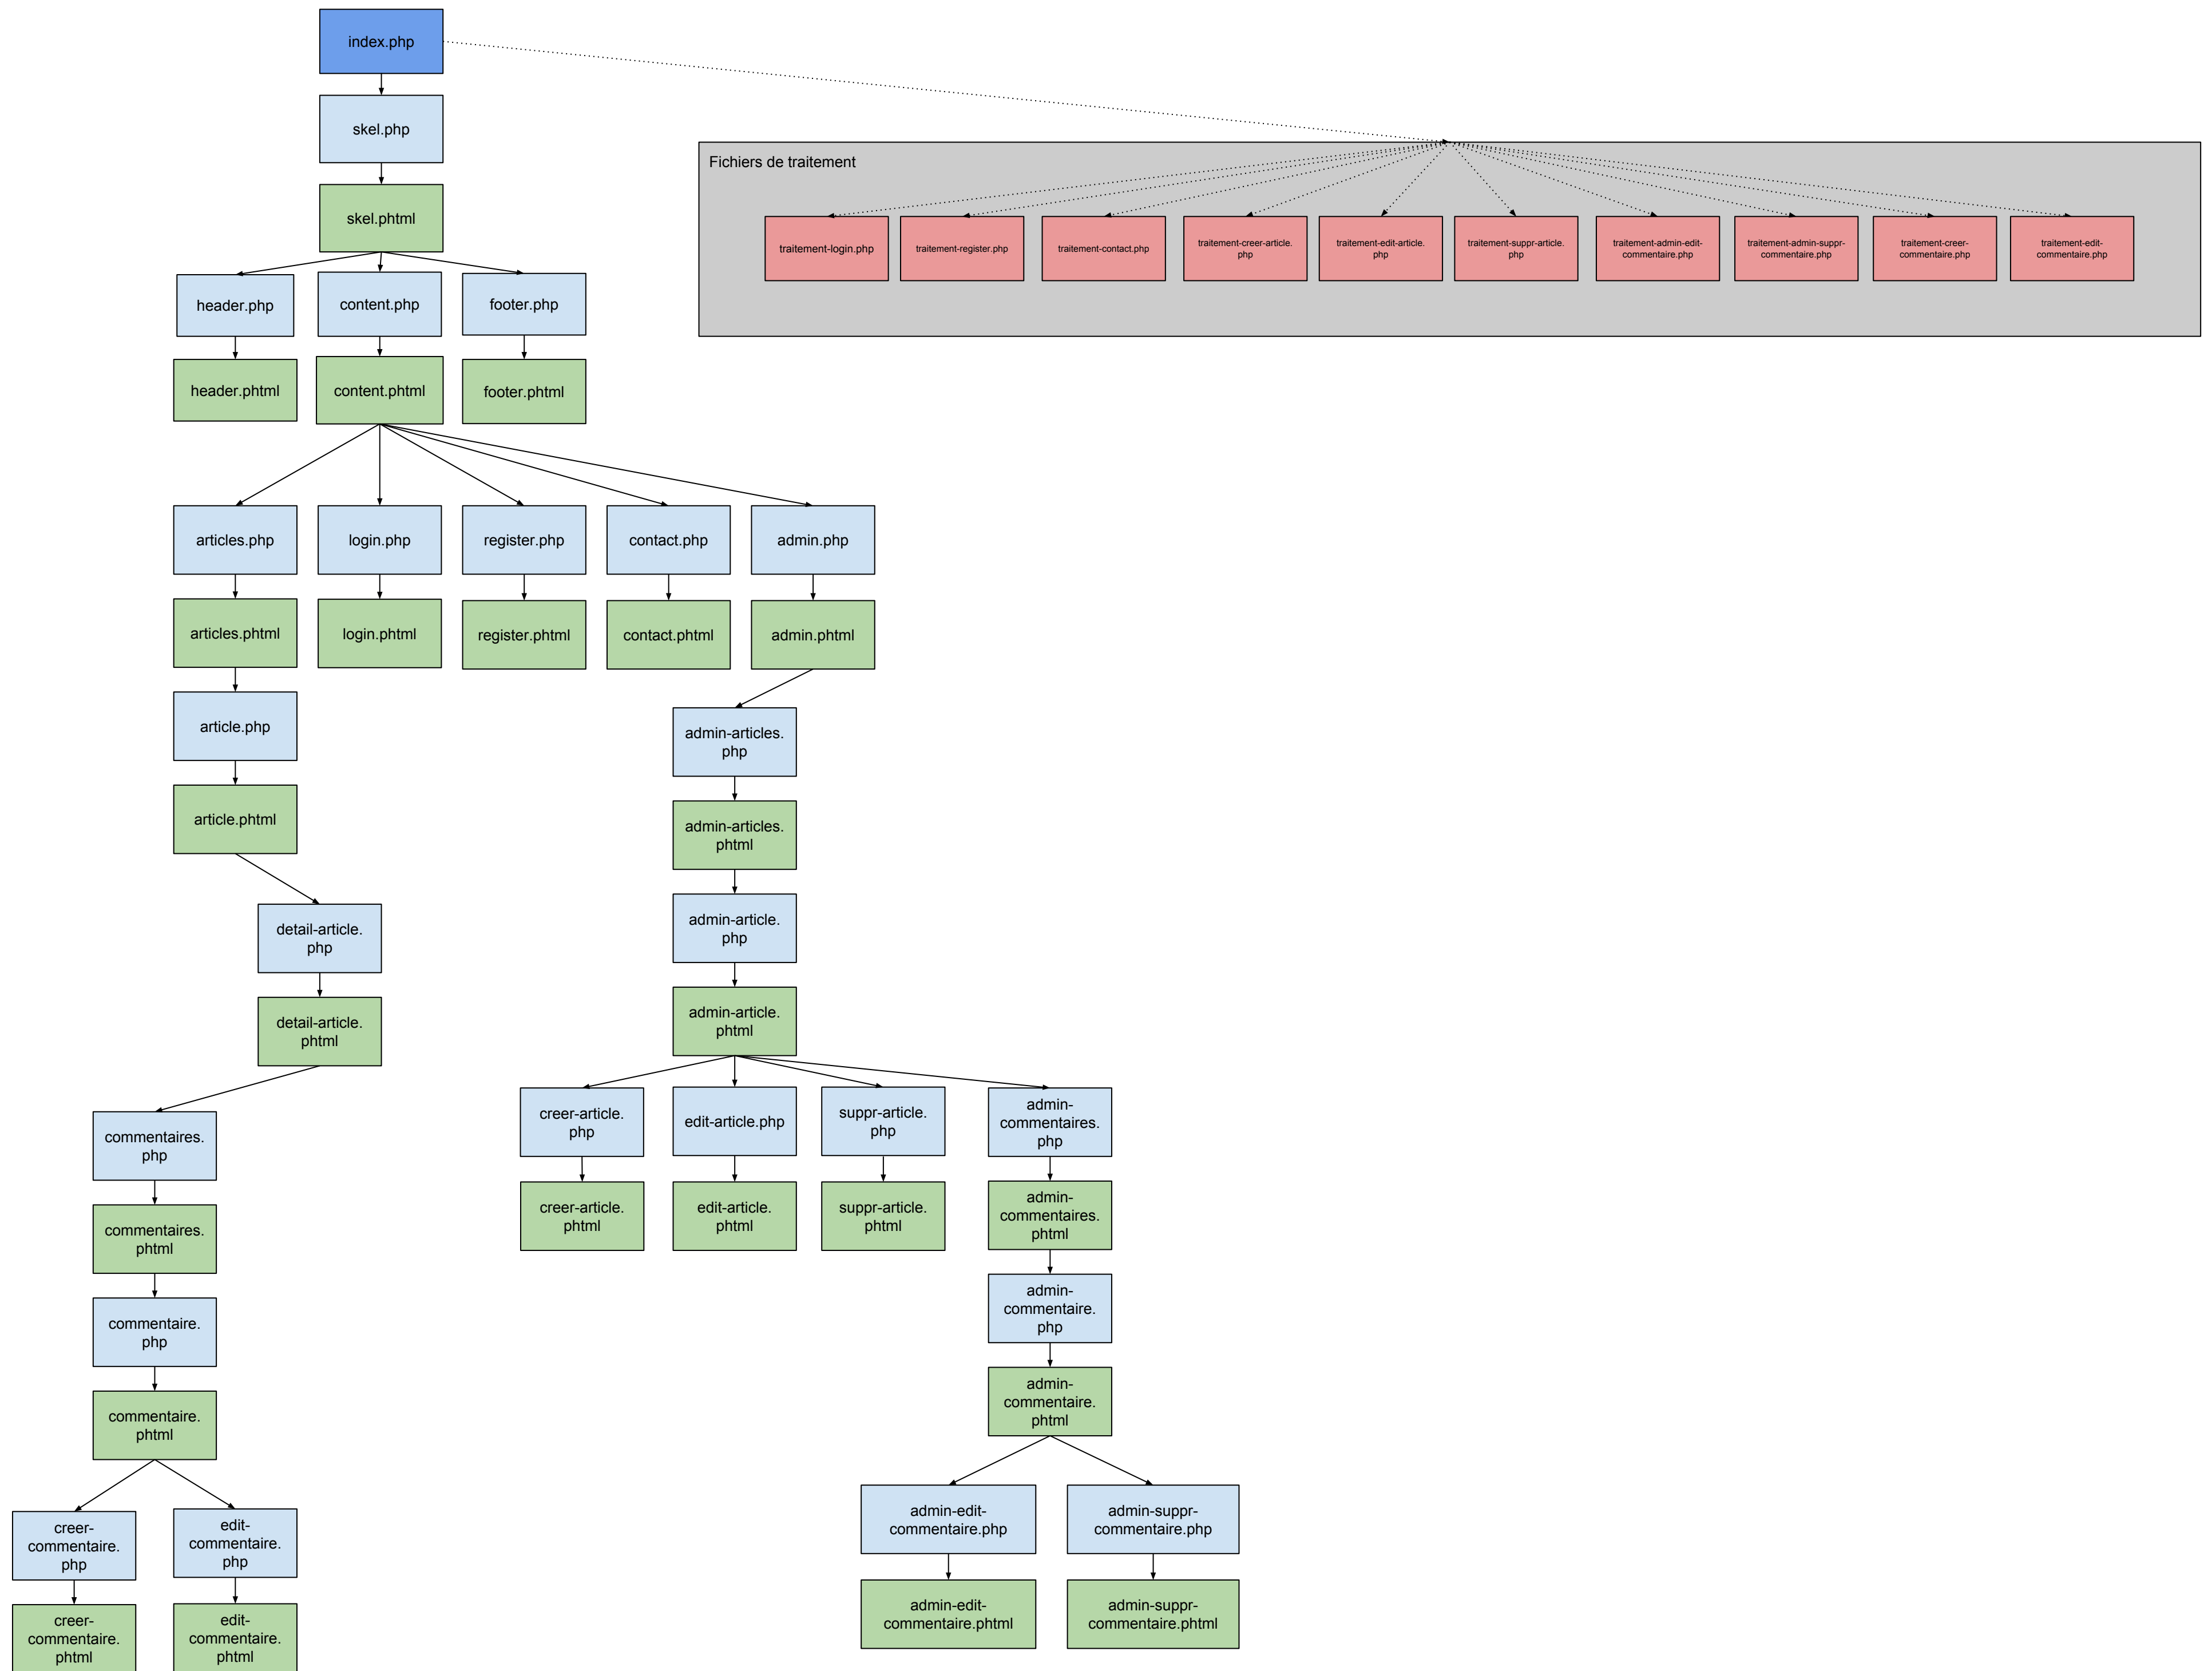 index.php
skel.php
Fichiers de traitement
skel.phtml
traitement-login.php
traitement-register.php
traitement-contact.php
traitement-creer-article.
php
traitement-edit-article.
php
traitement-suppr-article.
php
traitement-admin-edit-
commentaire.php
traitement-admin-suppr-
commentaire.php
traitement-creer-
commentaire.php
traitement-edit-
commentaire.php
header.php
content.php
footer.php
header.phtml
content.phtml
footer.phtml
articles.php
login.php
register.php
contact.php
admin.php
articles.phtml
login.phtml
register.phtml
contact.phtml
admin.phtml
article.php
admin-articles.
php
article.phtml
admin-articles.
phtml
detail-article.
php
admin-article.
php
detail-article.
phtml
admin-article.
phtml
commentaires.
php
creer-article.
php
edit-article.php
suppr-article.
php
admin-
commentaires.
php
commentaires.
phtml
creer-article.
phtml
edit-article.
phtml
suppr-article.
phtml
admin-
commentaires.
phtml
commentaire.
php
admin-
commentaire.
php
commentaire.
phtml
admin-
commentaire.
phtml
creer-
commentaire.
php
edit-
commentaire.
php
admin-edit-
commentaire.php
admin-suppr-
commentaire.php
creer-
commentaire.
phtml
edit-
commentaire.
phtml
admin-edit-
commentaire.phtml
admin-suppr-
commentaire.phtml